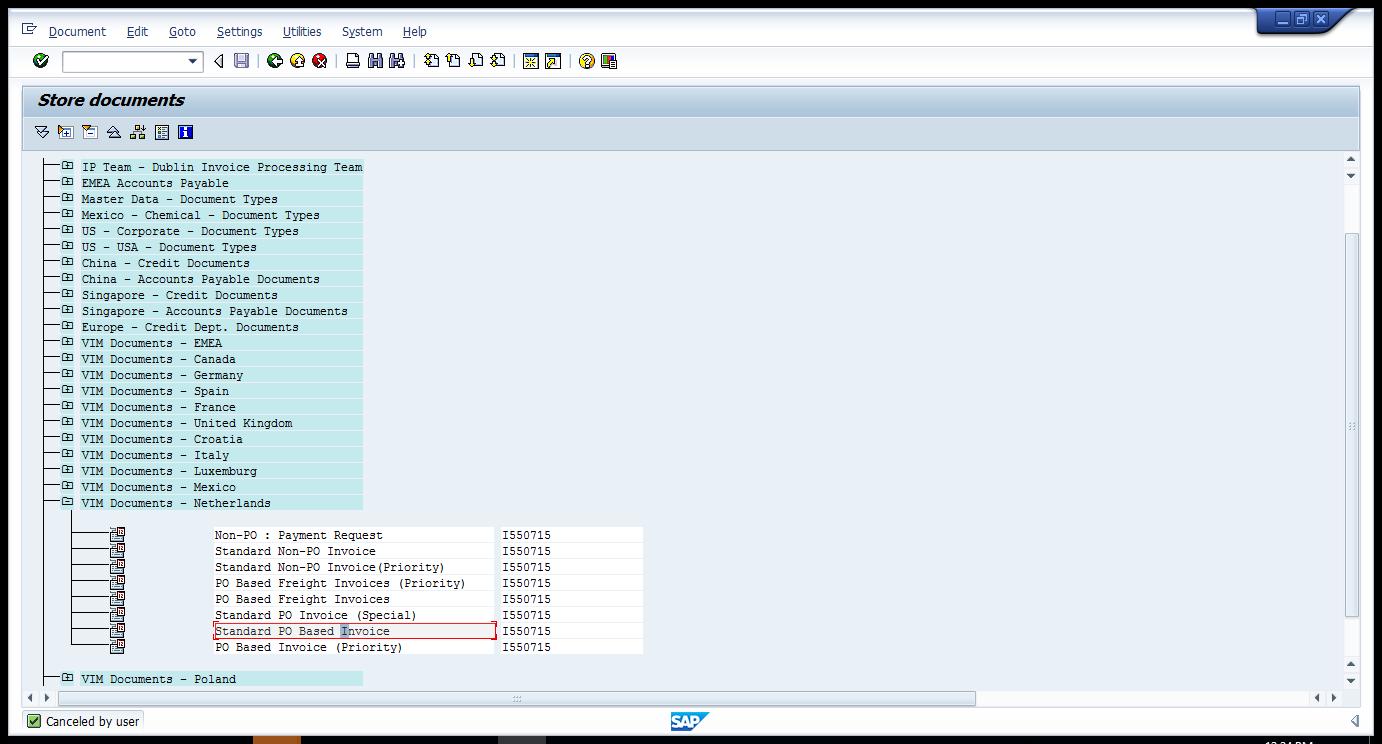 Document Edit Goto Settings Utilities System Help
Store documents
IP Team - Dublin Invoice Processing Team
EMEA Accounts Payable
Master Data - Document Types
Mexico - Chemical - Document Types
US - Corporate - Document Types
US - USA - Document Types
China - Credit Documents
China - Accounts Payable Documents
Singapore - Credit Documents
Singapore - Accounts Payable Documents
Europe - Credit Dept. Documents
VIM Documents - EMEA
VIM Documents - Canada
VIM Documents - Germany
VIM Documents - Spain
VIM Documents - France
VIM Documents - United Kingdom
VIM Documents - Croatia
VIM Documents - Italy
VIM Documents - Luxemburg
VIM Documents - Mexico
VIM Documents - Netherlands
Non-PO : Payment Request I550715
Standard Non-PO Invoice I550715
Standard Non-PO Invoice(Priority) I550715
PO Based Freight Invoices (Priority) I550715
PO Based Freight Invoices I550715
Standard PO Invoice (Special) I550715
Standard PO Based Invoice I550715
PO Based Invoice (Priority) I550715
VIM Documents - Poland
Canceled by user SAP